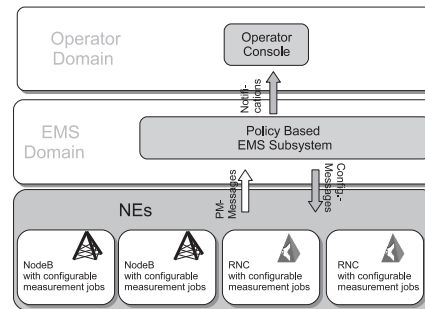 Operator
Domain
Operator
Console
Notifi-
cations
EMS
Domain
Policy Based
EMS Subsystem
PM-
Messages
Config.-
Messages
NEs
NodeB
with configurable
measurement jobs
NodeB
with configurable
measurement jobs
RNC
with configurable
measurement jobs
RNC
with configurable
measurement jobs